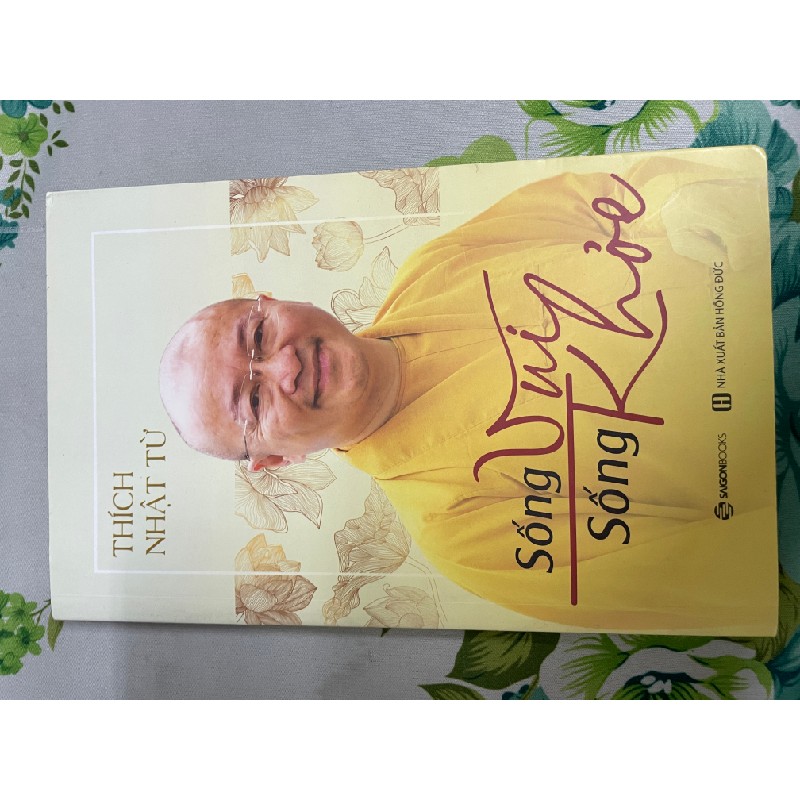 THÍCH
NHẬT TỪ
Sống Vui
Sống Khỏe
SAIGONBOOKS
NHÀ XUẤT BẢN HỒNG ĐỨC